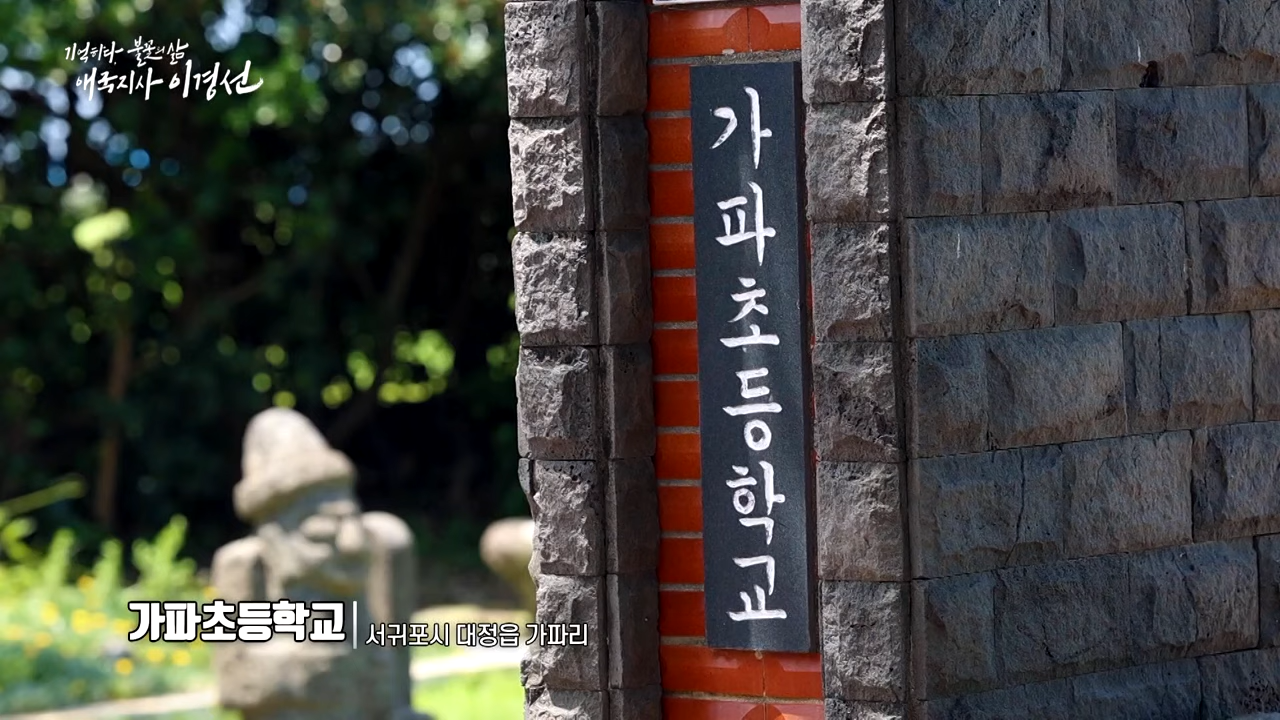 기억하다, 불꽃의 삶
애국지사 이경선
가파초등학교
가파초등학교 | 서귀포시 대정읍 가파리